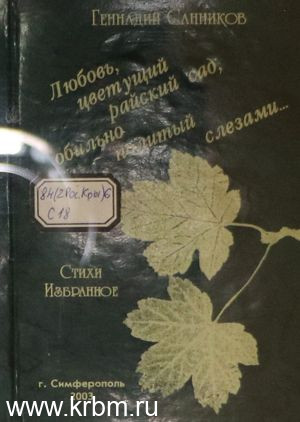 Геннадий Санников
Любовь,
цветущий
райский сад,
обильно
политый слезами...
84(2Рос.Кры)6
С18
Стихи
Избранное
г. Симферополь
2003
www.krbm.ru